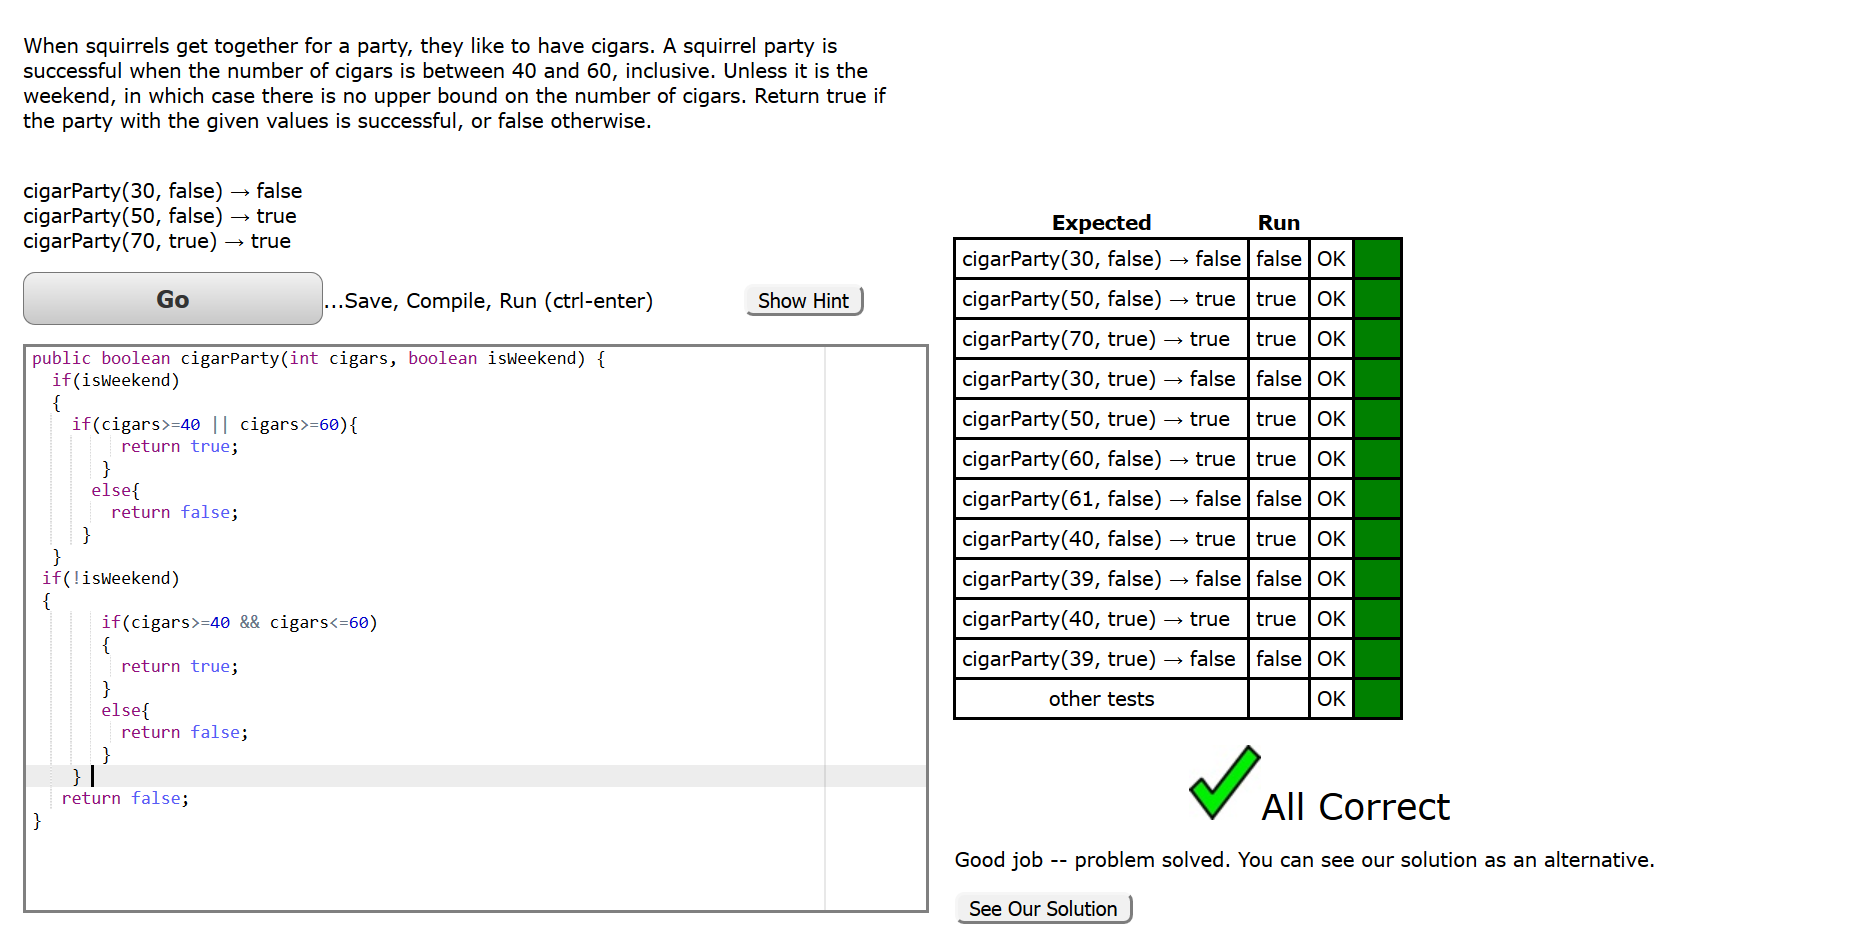 When squirrels get together for a party, they like to have cigars. A squirrel party is
successful when the number of cigars is between 40 and 60, inclusive. Unless it is the
weekend, in which case there is no upper bound on the number of cigars. Return true if
the party with the given values is successful, or false otherwise.
cigarParty(30, false) → false
cigarParty(50, false) → true
cigarParty(70, true) → true
Go
...Save, Compile, Run (ctrl-enter)
Show Hint
public boolean cigarParty(int cigars, boolean isWeekend) {
if(isWeekend)
{
if(cigars>=40 || cigars>=60){
return true;
}
else{
return false;
}
}
if(!isWeekend)
{
if(cigars>=40 && cigars<=60)
{
return true;
}
else{
return false;
}
}
return false;
}
Expected Run
cigarParty(30, false) → false false OK
cigarParty(50, false) → true true OK
cigarParty(70, true) → true true OK
cigarParty(30, true) → false false OK
cigarParty(50, true) → true true OK
cigarParty(60, false) → true true OK
cigarParty(61, false) → false false OK
cigarParty(40, false) → true true OK
cigarParty(39, false) → false false OK
cigarParty(40, true) → true true OK
cigarParty(39, true) → false false OK
other tests OK
All Correct
Good job -- problem solved. You can see our solution as an alternative.
See Our Solution